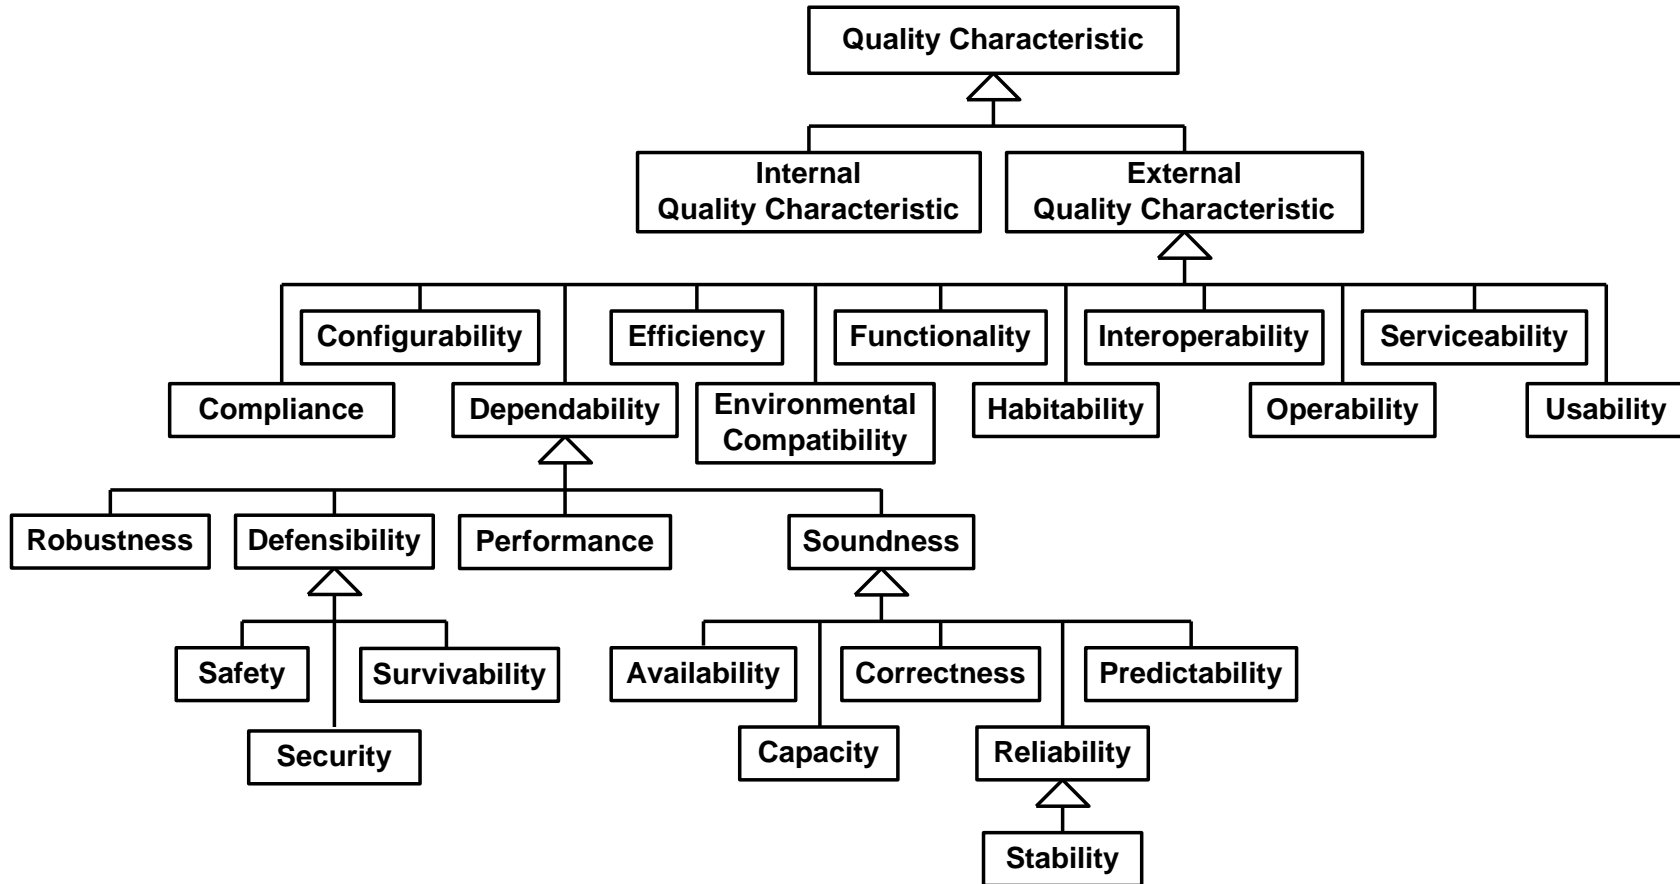 Quality Characteristic
Internal
Quality Characteristic
External
Quality Characteristic
Configurability
Efficiency
Functionality
Interoperability
Serviceability
Compliance
Dependability
Environmental
Compatibility
Habitability
Operability
Usability
Robustness
Defensibility
Performance
Soundness
Safety
Survivability
Availability
Correctness
Predictability
Security
Capacity
Reliability
Stability